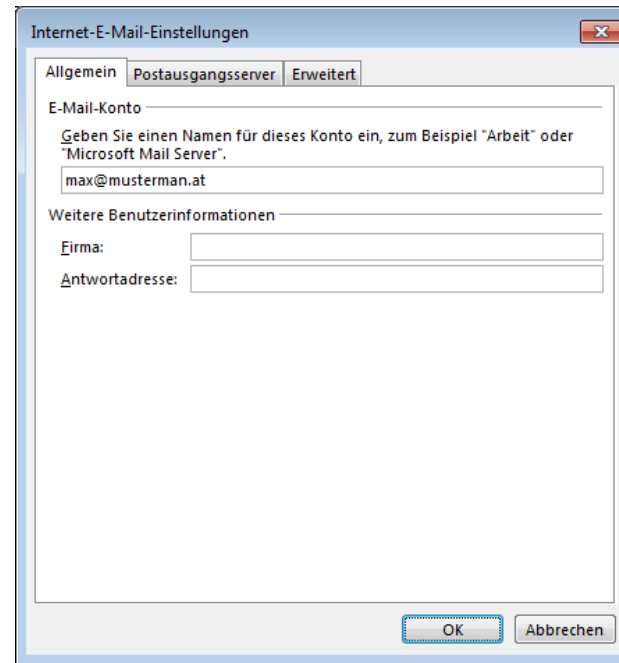 Internet-E-Mail-Einstellungen
Allgemein Postausgangsserver Erweitert
E-Mail-Konto
Geben Sie einen Namen für dieses Konto ein, zum Beispiel "Arbeit" oder
"Microsoft Mail Server".
max@musterman.at
Weitere Benutzerinformationen
Firma:
Antwortadresse:
OK Abbrechen